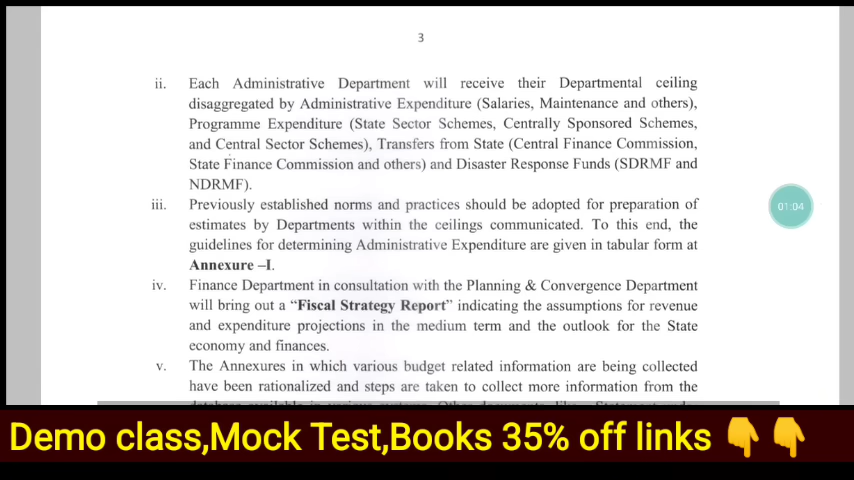 3
ii. Each Administrative Department will receive their Departmental ceiling
disaggregated by Administrative Expenditure (Salaries, Maintenance and others),
Programme Expenditure (State Sector Schemes, Centrally Sponsored Schemes,
and Central Sector Schemes), Transfers from State (Central Finance Commission,
State Finance Commission and others) and Disaster Response Funds (SDRMF and
NDRMF).
iii. Previously established norms and practices should be adopted for preparation of
estimates by Departments within the ceilings communicated. To this end, the
guidelines for determining Administrative Expenditure are given in tabular form at
Annexure –I.
iv. Finance Department in consultation with the Planning & Convergence Department
will bring out a “Fiscal Strategy Report” indicating the assumptions for revenue
and expenditure projections in the medium term and the outlook for the State
economy and finances.
v. The Annexures in which various budget related information are being collected
have been rationalized and steps are taken to collect more information from the
01:04
Demo class,Mock Test,Books 35% off links 👇👇